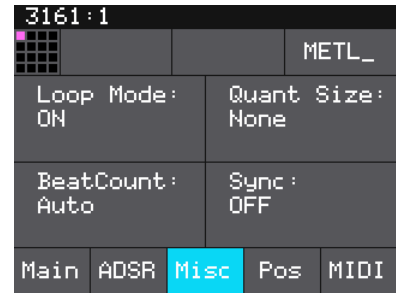 3161:1
METL_
Loop Mode: Quant Size:
ON None
BeatCount: Sync:
Auto OFF
Main ADSR Misc Pos MIDI